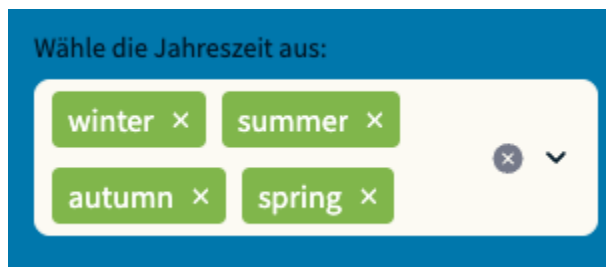 Wähle die Jahreszeit aus:
winter × summer ×
autumn × spring ×